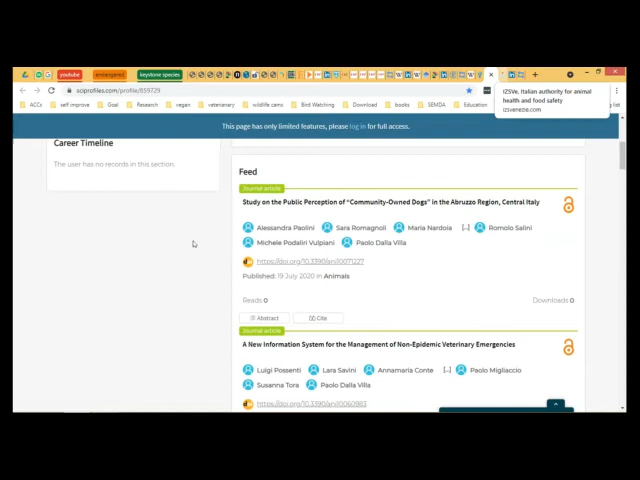 youtube
endangered
keystone species
sciprofiles.com/profile/859729
ACCs
self improve
Goal
Research
vegan
veterianary
wildlife cams
Bird Watching
Download
books
SEMDA
Education
IZSVe, Italian authority for animal
health and food safety
izsvenezie.com
This page has only limited features, please log in for full access.
Career Timeline
The user has no records in this section.
Feed
Journal article
Study on the Public Perception of “Community-Owned Dogs” in the Abruzzo Region, Central Italy
Alessandra Paolini Sara Romagnoli Maria Nardoia [...] Romolo Salini
Michele Podaliri Vulpiani Paolo Dalla Villa
https://doi.org/10.3390/ani10071227
Published: 19 July 2020 in Animals
Reads 0
Downloads 0
Abstract
Cite
Journal article
A New Information System for the Management of Non-Epidemic Veterinary Emergencies
Luigi Possenti Lara Savini Annamaria Conte [...] Paolo Migliaccio
Susanna Tora Paolo Dalla Villa
https://doi.org/10.3390/ani10060983